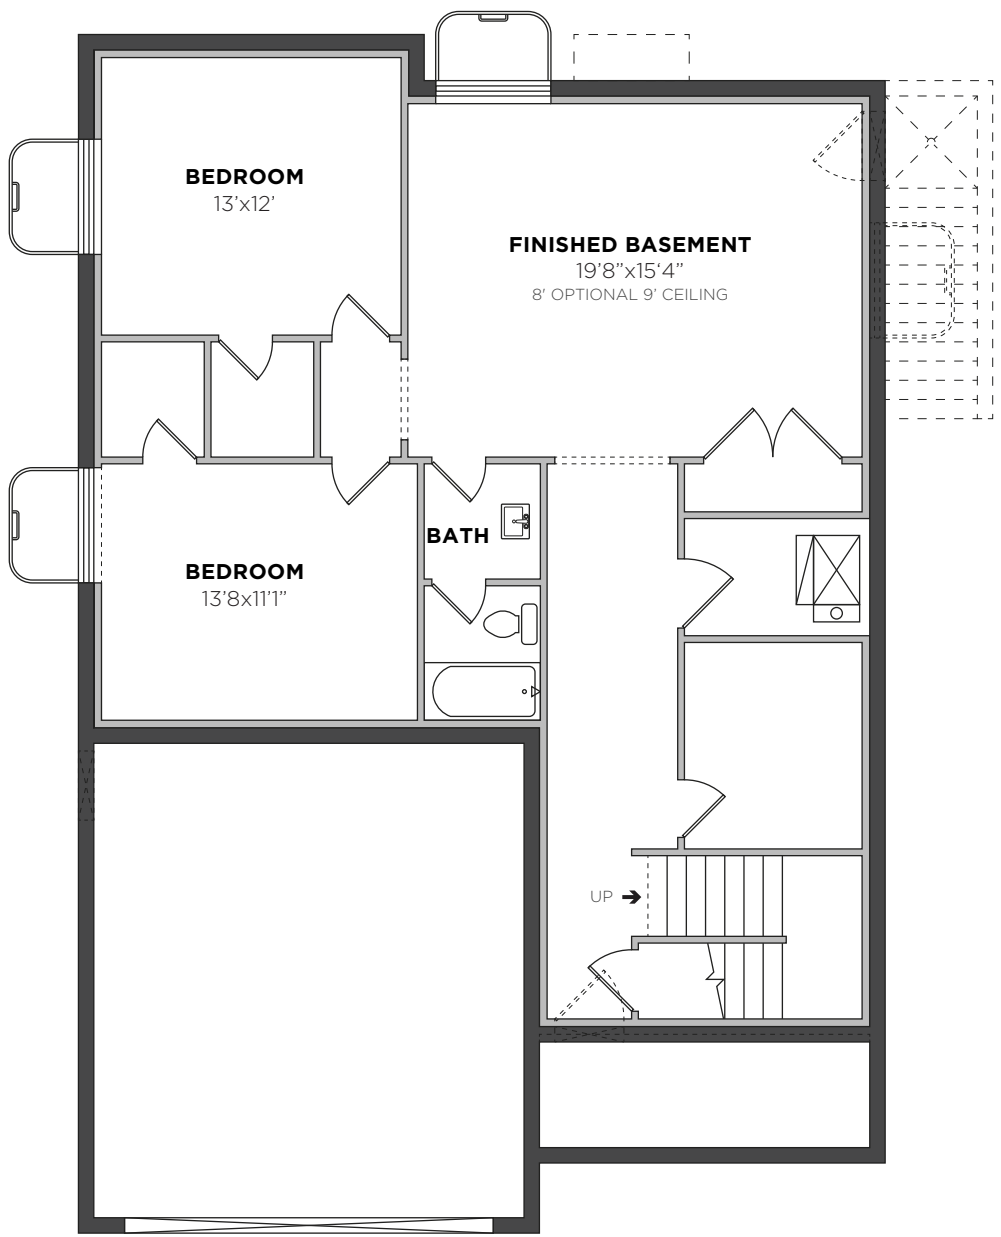 BEDROOM
13’x12’
FINISHED BASEMENT
19’8”x15‘4”
8' OPTIONAL 9’ CEILING
BATH
BEDROOM
13’8x11’1”
UP